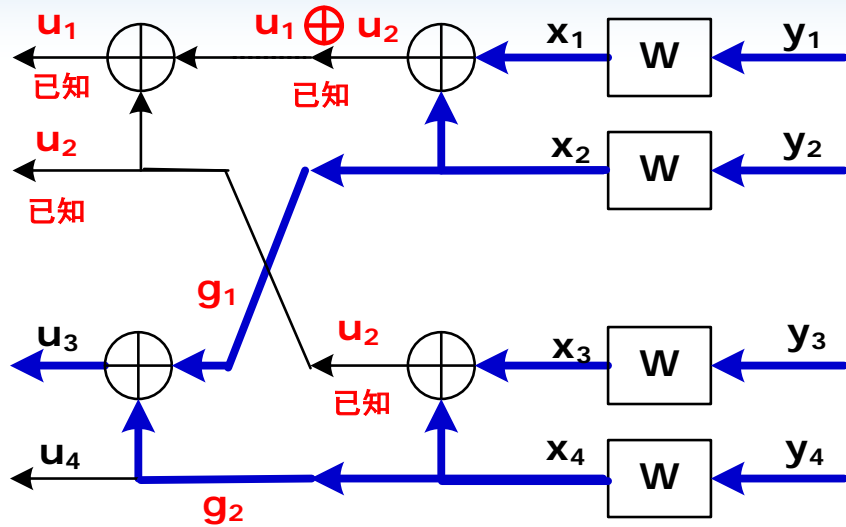 u₁ u₁ ⊕ u₂ x₁ W y₁
已知 已知
u₂ x₂ W y₂
已知
g₁
u₃ u₂ x₃ W y₃
已知
u₄ x₄ W y₄
g₂